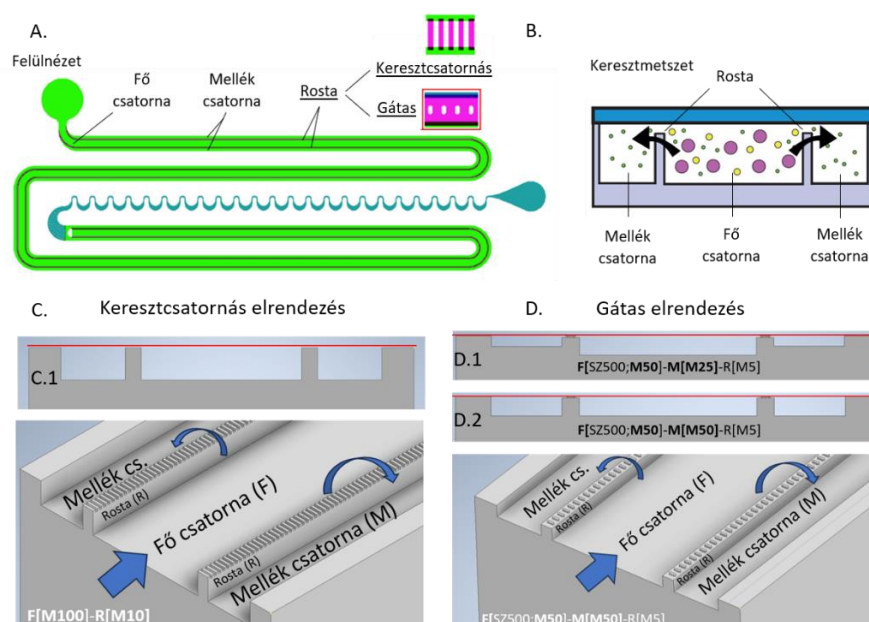 A.
Felülnézet
Fő
csatorna
Mellék
csatorna
Rosta
Keresztcsatornás
Gátas
B.
Keresztmetszet
Rosta
Mellék
csatorna
Fő
csatorna
Mellék
csatorna
C.
Keresztcsatornás elrendezés
C.1
Mellék cs.
Rosta (R)
Fő csatorna (F)
Rosta (R)
Mellék csatorna (M)
F[M100]-R[M10]
D.
Gátas elrendezés
D.1
F[SZ500;M50]-M[M25]-R[M5]
D.2
F[SZ500;M50]-M[M50]-R[M5]
Mellék cs.
Rosta (R)
Fő csatorna (F)
Rosta (R)
Mellék csatorna (M)
F[SZ500;M50]-M[M50]-R[M5]